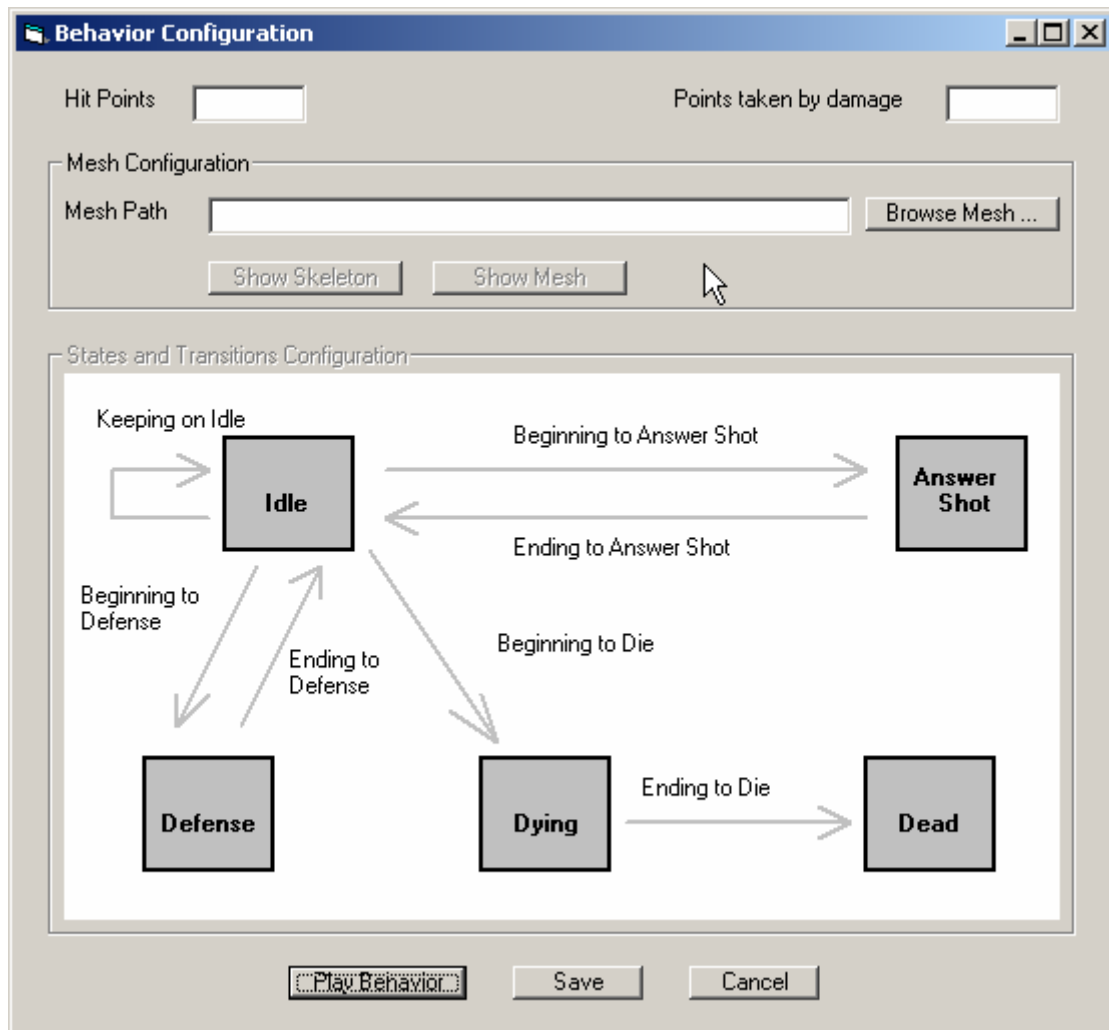 Behavior Configuration
Hit Points
Points taken by damage
Mesh Configuration
Mesh Path
Browse Mesh ...
Show Skeleton
Show Mesh
States and Transitions Configuration
Keeping on Idle
Beginning to Answer Shot
Idle
Answer
Shot
Ending to Answer Shot
Beginning to
Defense
Ending to
Defense
Beginning to Die
Ending to Die
Defense
Dying
Dead
Play Behavior
Save
Cancel